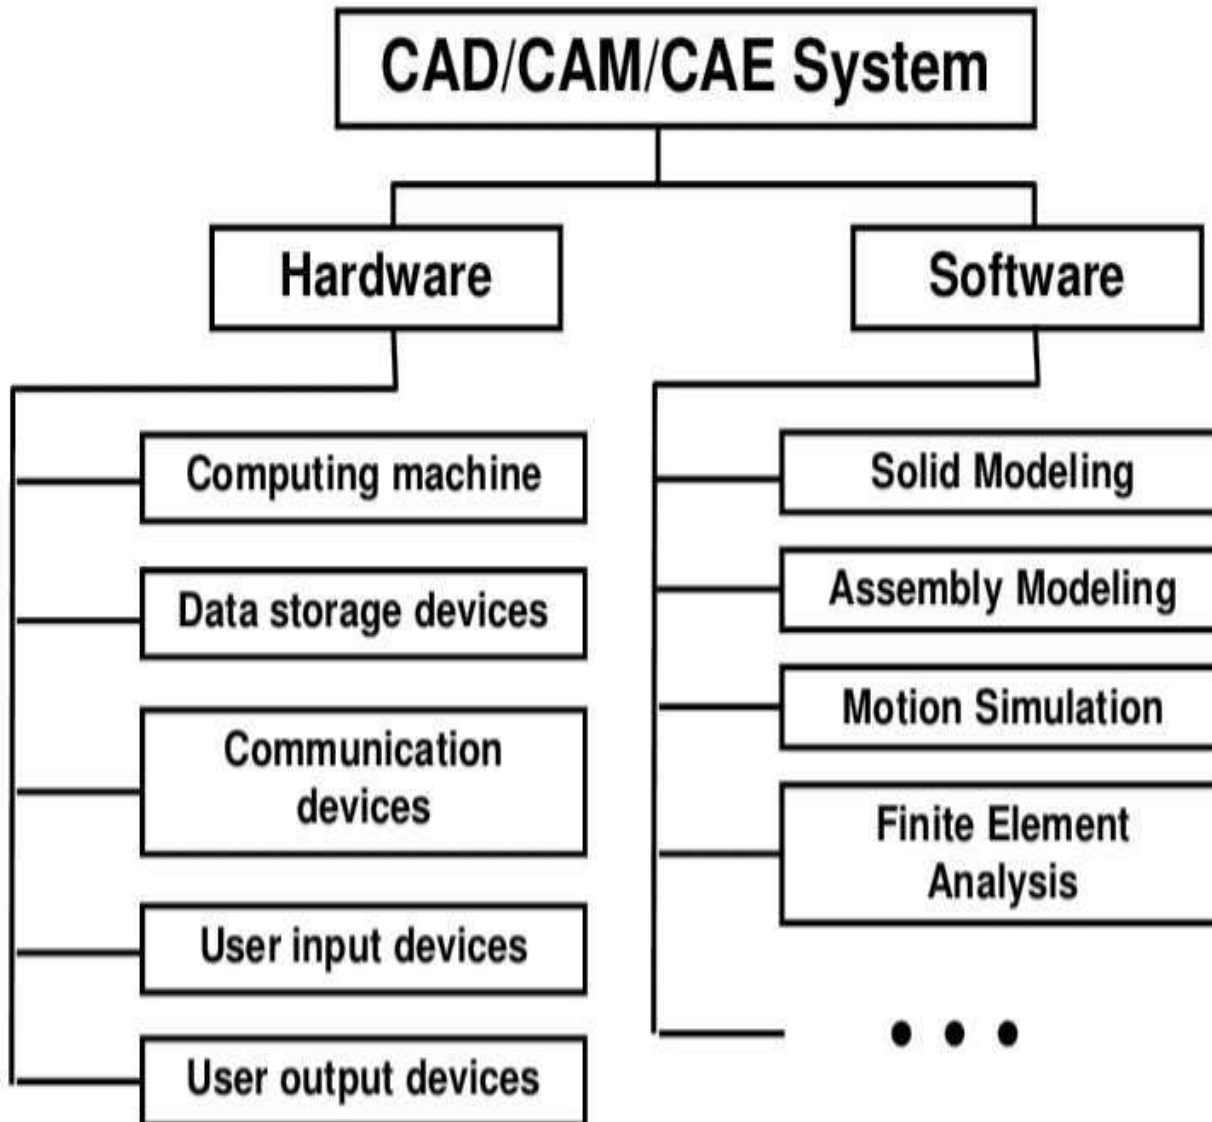 CAD/CAM/CAE System
Hardware
Software
Computing machine
Data storage devices
Communication
devices
User input devices
User output devices
Solid Modeling
Assembly Modeling
Motion Simulation
Finite Element
Analysis
• • •